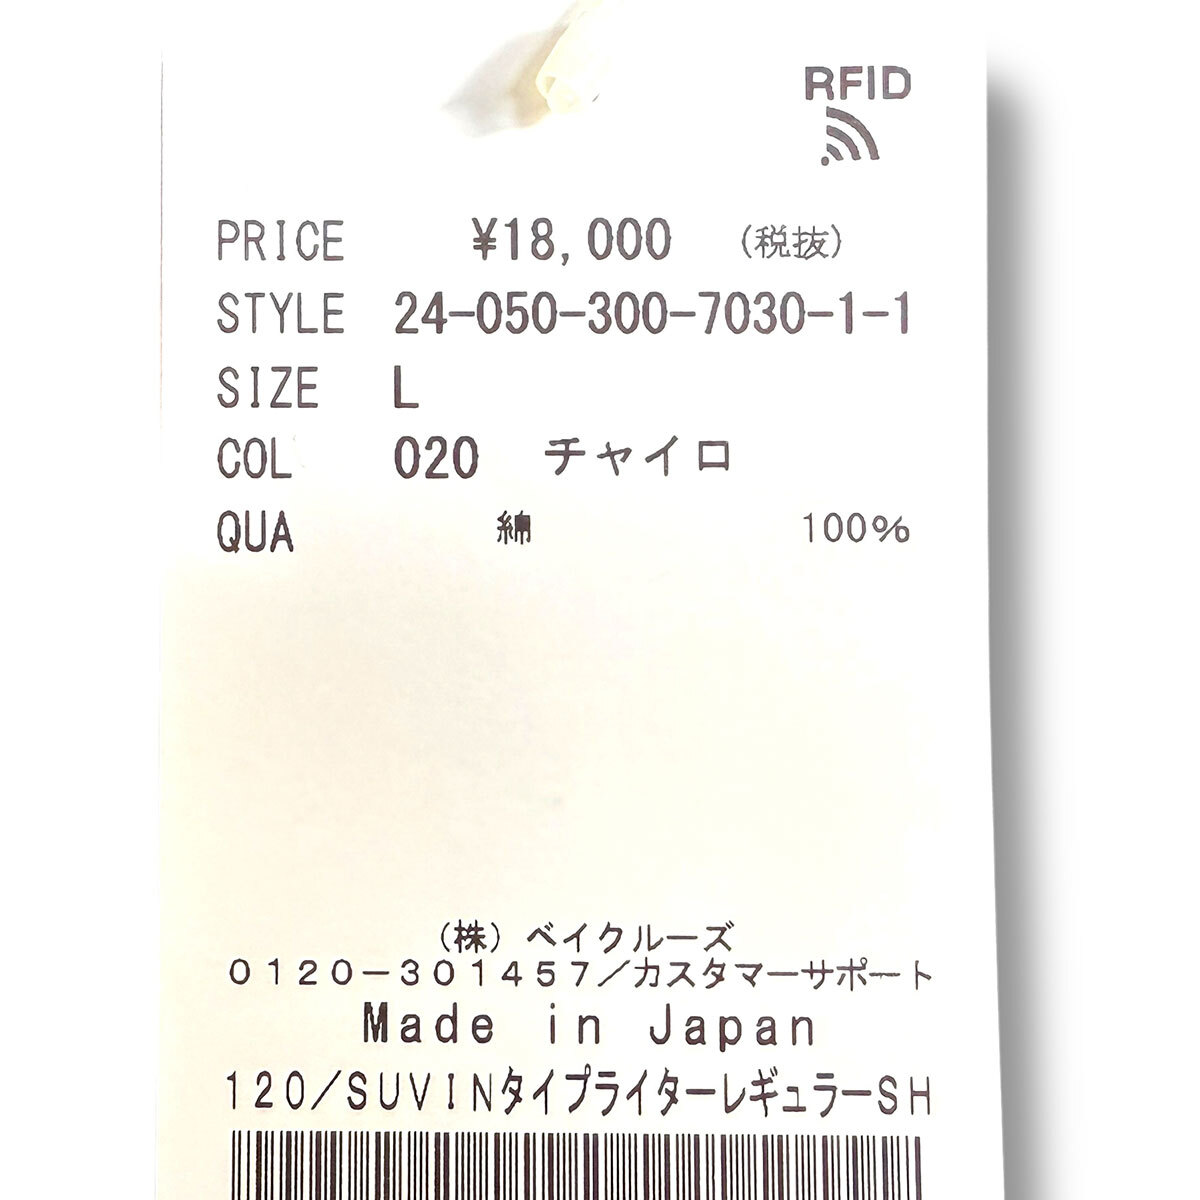 RFID
PRICE ¥18,000 (税抜)
STYLE 24-050-300-7030-1-1
SIZE L
COL 020 チャイロ
QUA 綿 100%
(株) ベイクルーズ
0120-301457/カスタマーサポート
Made in Japan
120/SUVINタイプライターレギュラーSH